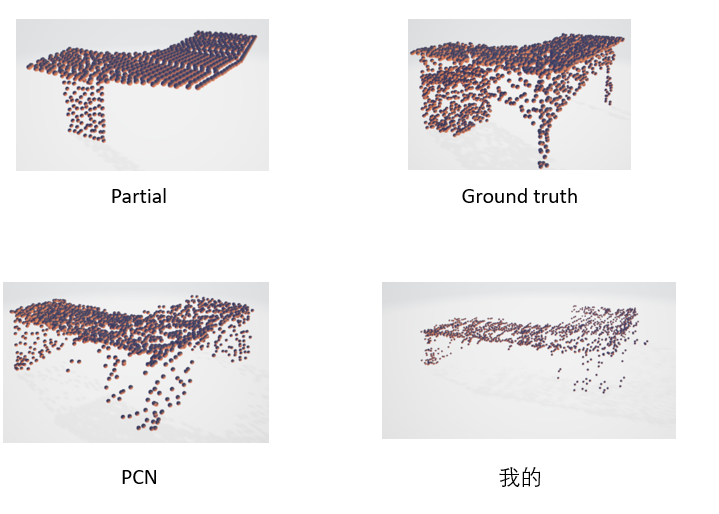 Partial
Ground truth
PCN
我的